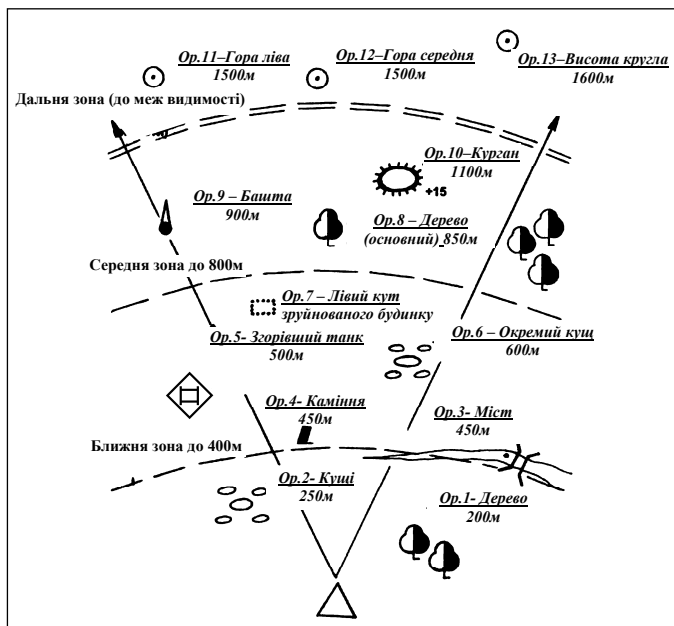 Ор.11–Гора ліва
1500м
Ор.12–Гора середня
1500м
Ор.13–Висота кругла
1600м
Дальня зона (до меж видимості)
Ор.10–Курган
1100м
+15
Ор.9 – Башта
900м
Ор.8 – Дерево
(основний) 850м
Середня зона до 800м
Ор.7 – Лівий кут
зруйнованого будинку
Ор.5- Згорівший танк
500м
Ор.6 – Окремий кущ
600м
Ор.4- Каміння
450м
Ор.3- Міст
450м
Ближня зона до 400м
Ор.2- Кущі
250м
Ор.1- Дерево
200м